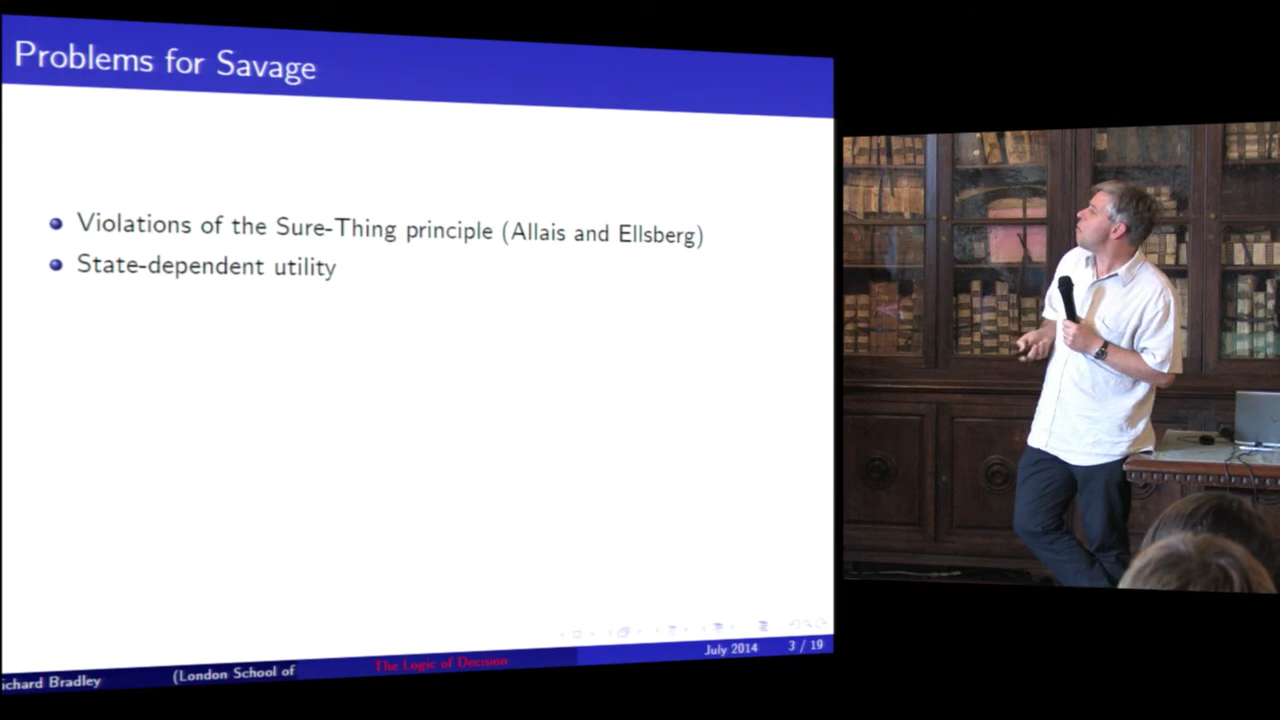 Problems for Savage
Violations of the Sure-Thing principle (Allais and Ellsberg)
State-dependent utility
ichard Bradley (London School of The Logic of Decision July 2014 3 / 19